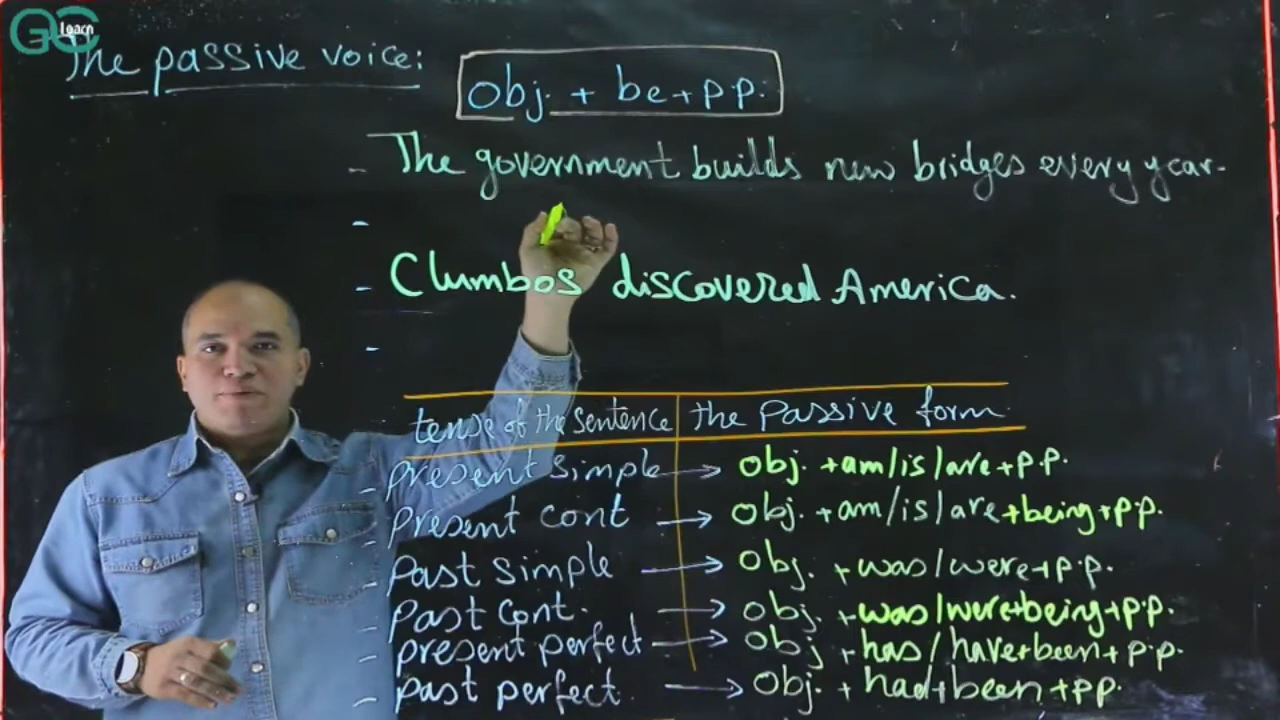 GC Learn
The passive voice:
obj. + be + p.p.
- The government builds new bridges every year.
-
- Clumbos discovered America.
-
tense of the sentence | the passive form
- present simple → obj. + am/is/are + p.p.
- present cont → obj. + am/is/are + being + p.p.
- past simple → obj. + was/were + p.p.
- past cont. → obj. + was/were + being + p.p.
- present perfect → obj + has/have + been + p.p.
- past perfect. → obj. + had + been + pp.